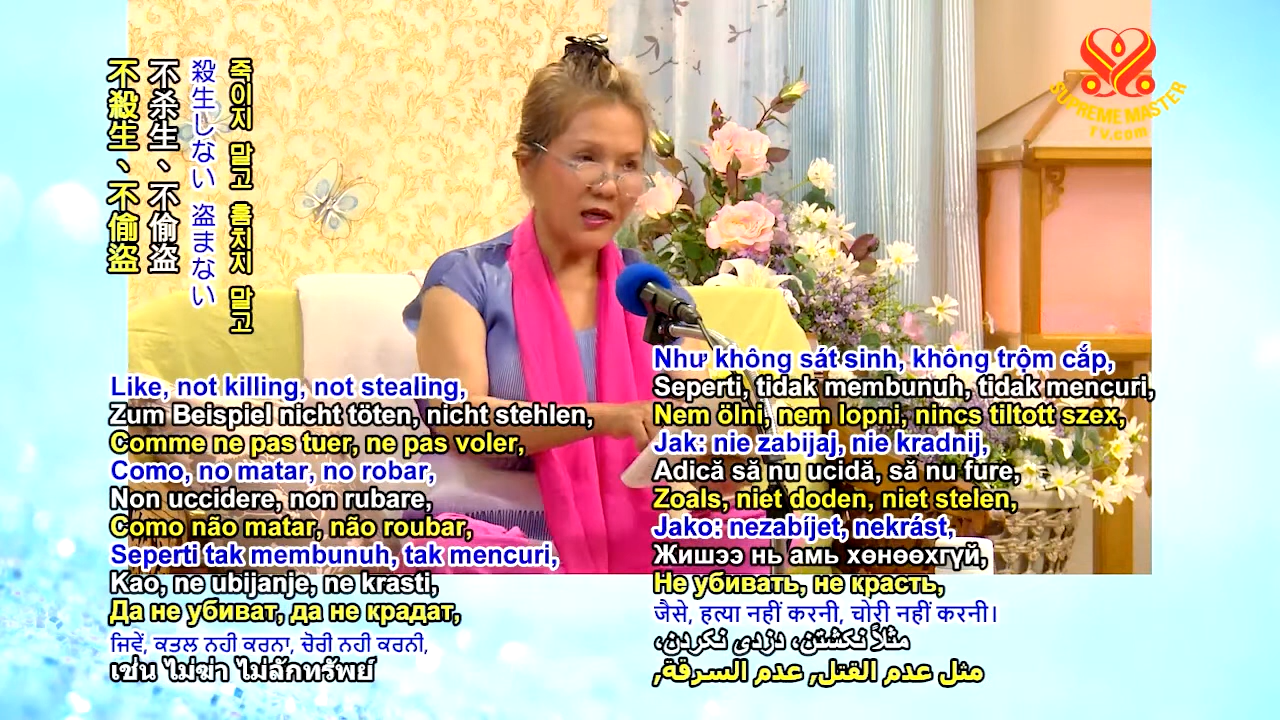 不殺生、不偷盜
不杀生、不偷盗
殺生しない 盗まない
죽이지 말고 훔치지 말고
SUPREME MASTER
TV.com
Like, not killing, not stealing,
Zum Beispiel nicht töten, nicht stehlen,
Comme ne pas tuer, ne pas voler,
Como, no matar, no robar,
Non uccidere, non rubare,
Como não matar, não roubar,
Seperti tak membunuh, tak mencuri,
Kao, ne ubijanje, ne krasti,
Да не убиват, да не крадат,
ਜਿਵੇਂ, ਕਤਲ ਨਹੀ ਕਰਨਾ, ਚੋਰੀ ਨਹੀ ਕਰਨੀ,
เช่น ไม่ฆ่า ไม่ลักทรัพย์
Như không sát sinh, không trộm cắp,
Seperti, tidak membunuh, tidak mencuri,
Nem ölni, nem lopni, nincs tiltott szex,
Jak: nie zabijaj, nie kradnij,
Adică să nu ucidă, să nu fure,
Zoals, niet doden, niet stelen,
Jako: nezabíjet, nekrást,
Жишээ нь амь хөнөөхгүй,
Не убивать, не красть,
जैसे, हत्या नहीं करनी, चोरी नहीं करनी।
مثلاً نکشتن، دزدی نکردن،
مثل عدم القتل, عدم السرقة,